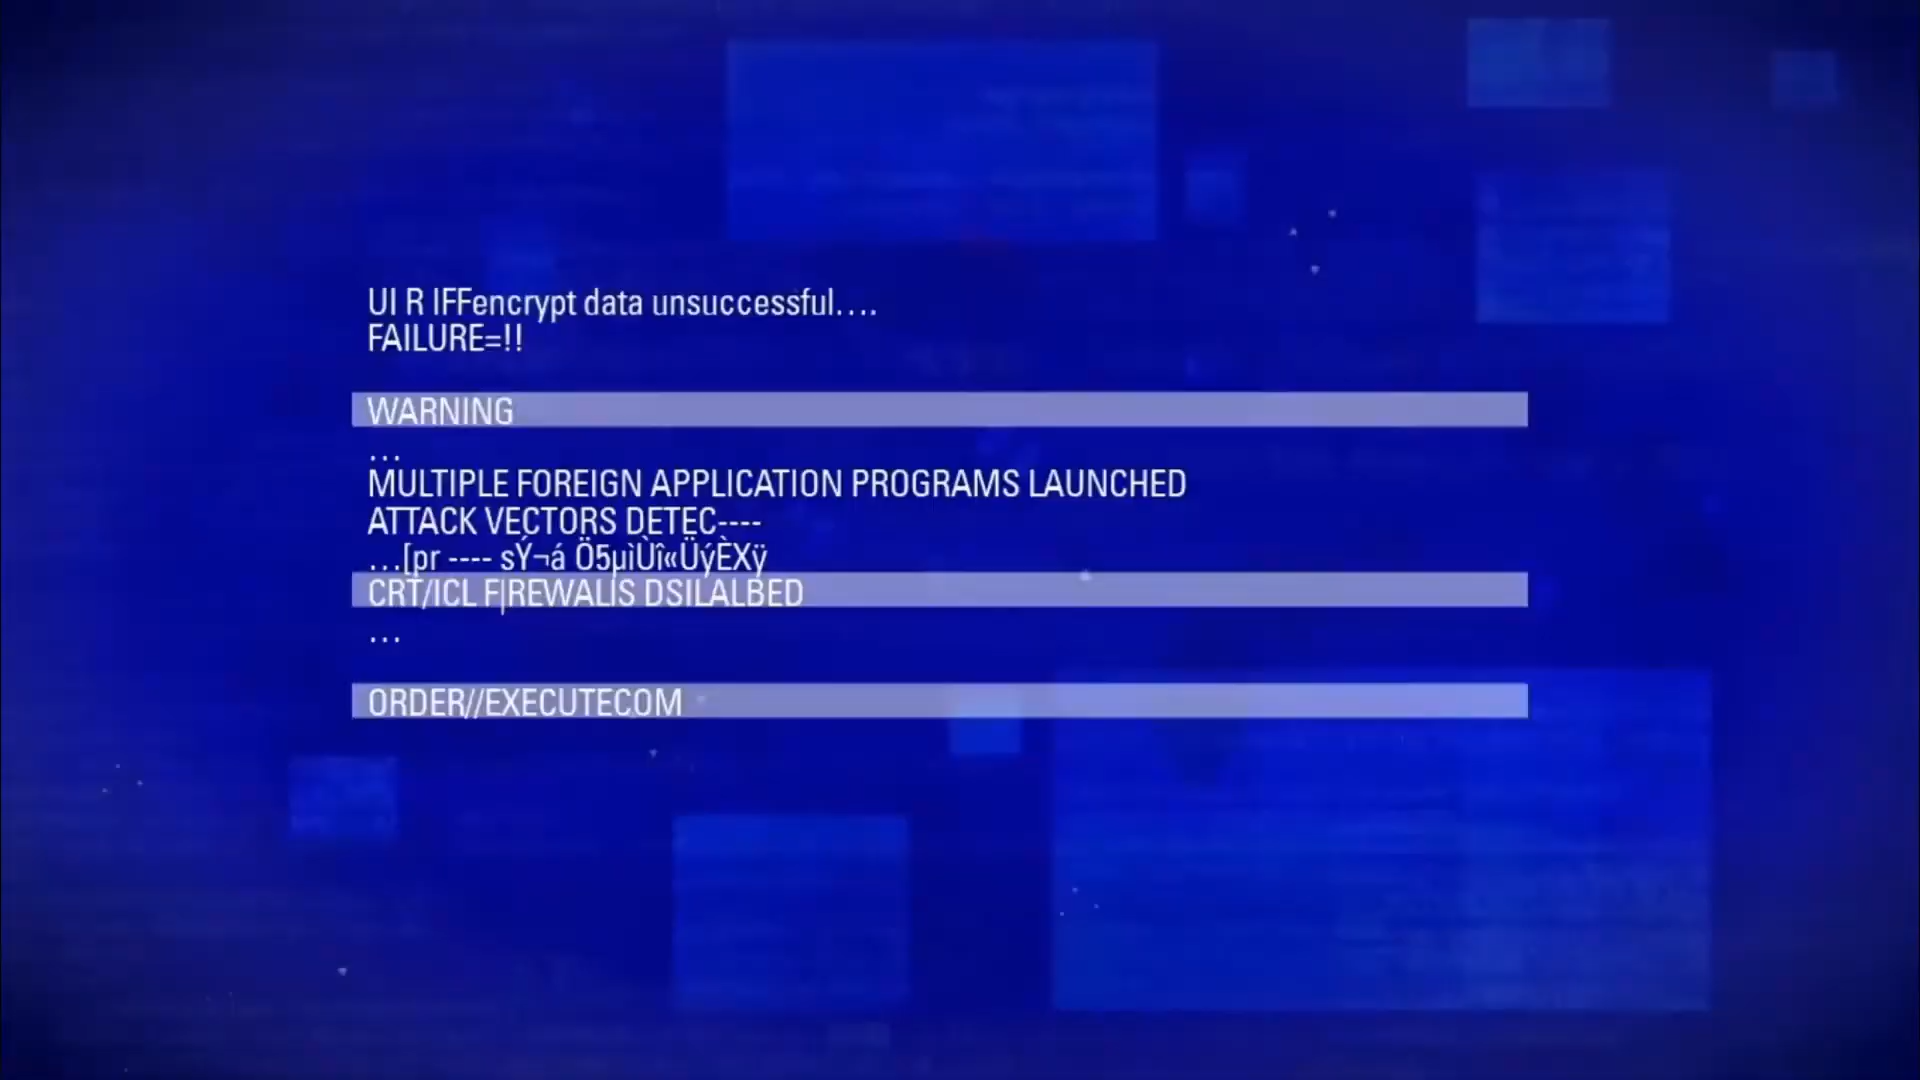 UI R IFFencrypt data unsuccessful....
FAILURE=!!
WARNING
...
MULTIPLE FOREIGN APPLICATION PROGRAMS LAUNCHED
ATTACK VECTORS DETEC----
...[pr ---- sÝ¬á Ö5µìÙî«ÜýÈXÿ
CRT/ICL F|REWALlS DSILALBED
...
ORDER//EXECUTECOM